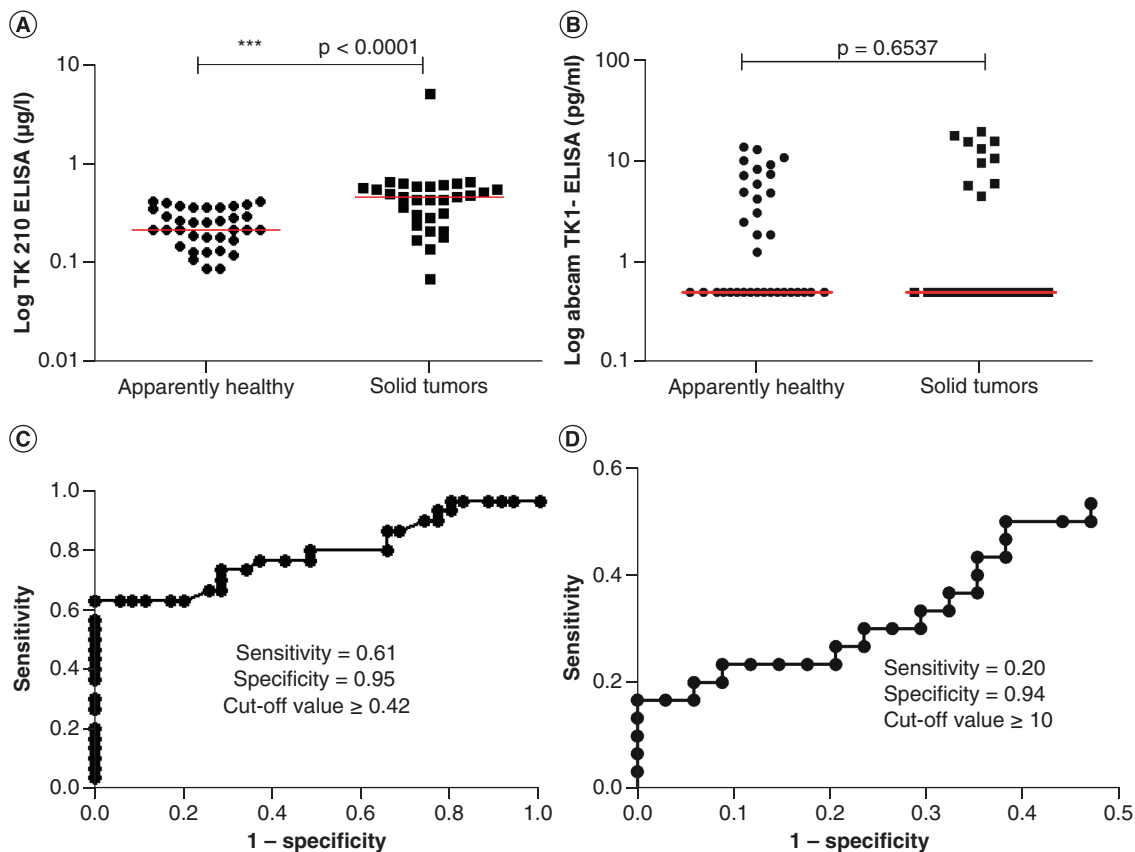 A
*** p < 0.0001
10
1
0.1
0.01
Log TK 210 ELISA (µg/l)
Apparently healthy
Solid tumors
B
p = 0.6537
100
10
1
0.1
Log abcam TK1- ELISA (pg/ml)
Apparently healthy
Solid tumors
C
1.0
0.8
0.6
0.4
0.2
0.0
Sensitivity
Sensitivity = 0.61
Specificity = 0.95
Cut-off value ≥ 0.42
0.0 0.2 0.4 0.6 0.8 1.0
1 – specificity
D
0.6
0.4
0.2
0.0
Sensitivity
Sensitivity = 0.20
Specificity = 0.94
Cut-off value ≥ 10
0.0 0.1 0.2 0.3 0.4 0.5
1 – specificity